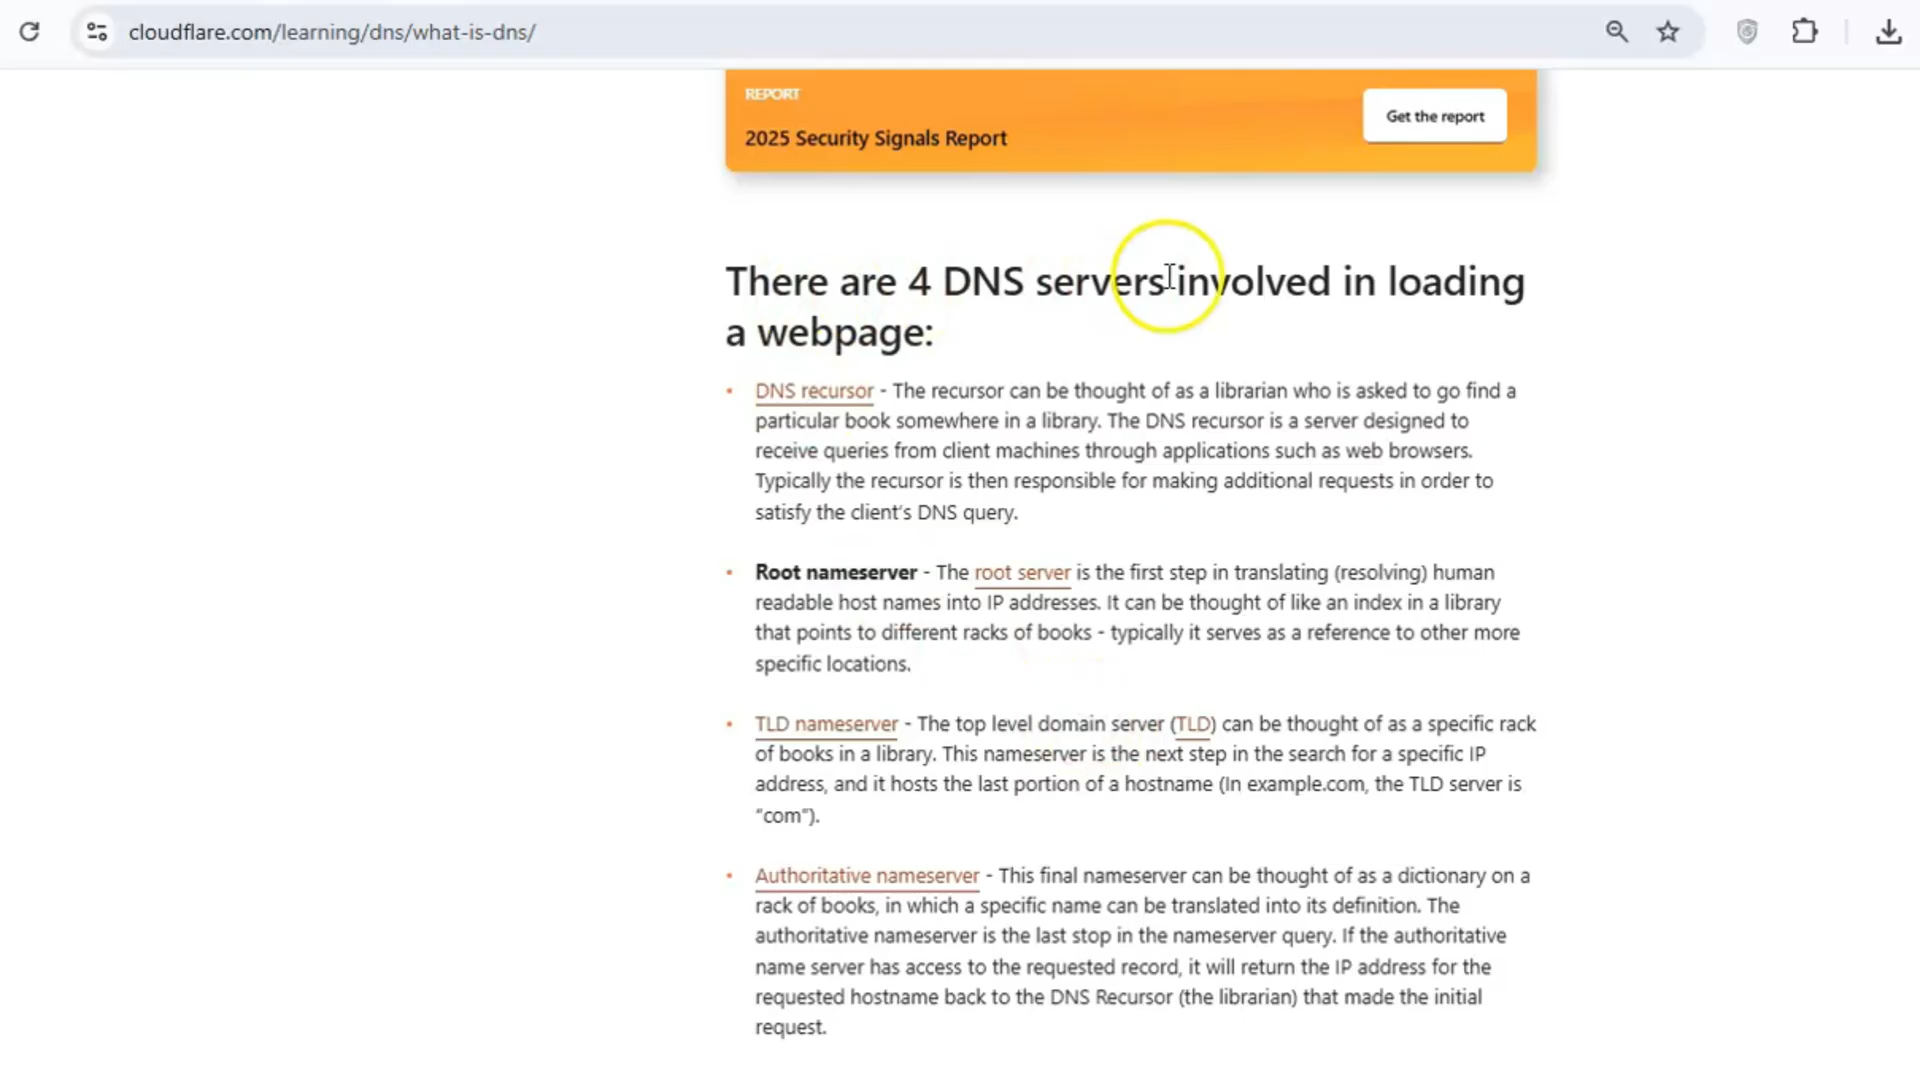 cloudflare.com/learning/dns/what-is-dns/
REPORT
2025 Security Signals Report
Get the report
There are 4 DNS servers involved in loading
a webpage:
• DNS recursor - The recursor can be thought of as a librarian who is asked to go find a
particular book somewhere in a library. The DNS recursor is a server designed to
receive queries from client machines through applications such as web browsers.
Typically the recursor is then responsible for making additional requests in order to
satisfy the client's DNS query.
• Root nameserver - The root server is the first step in translating (resolving) human
readable host names into IP addresses. It can be thought of like an index in a library
that points to different racks of books - typically it serves as a reference to other more
specific locations.
• TLD nameserver - The top level domain server (TLD) can be thought of as a specific rack
of books in a library. This nameserver is the next step in the search for a specific IP
address, and it hosts the last portion of a hostname (In example.com, the TLD server is
“com”).
• Authoritative nameserver - This final nameserver can be thought of as a dictionary on a
rack of books, in which a specific name can be translated into its definition. The
authoritative nameserver is the last stop in the nameserver query. If the authoritative
name server has access to the requested record, it will return the IP address for the
requested hostname back to the DNS Recursor (the librarian) that made the initial
request.